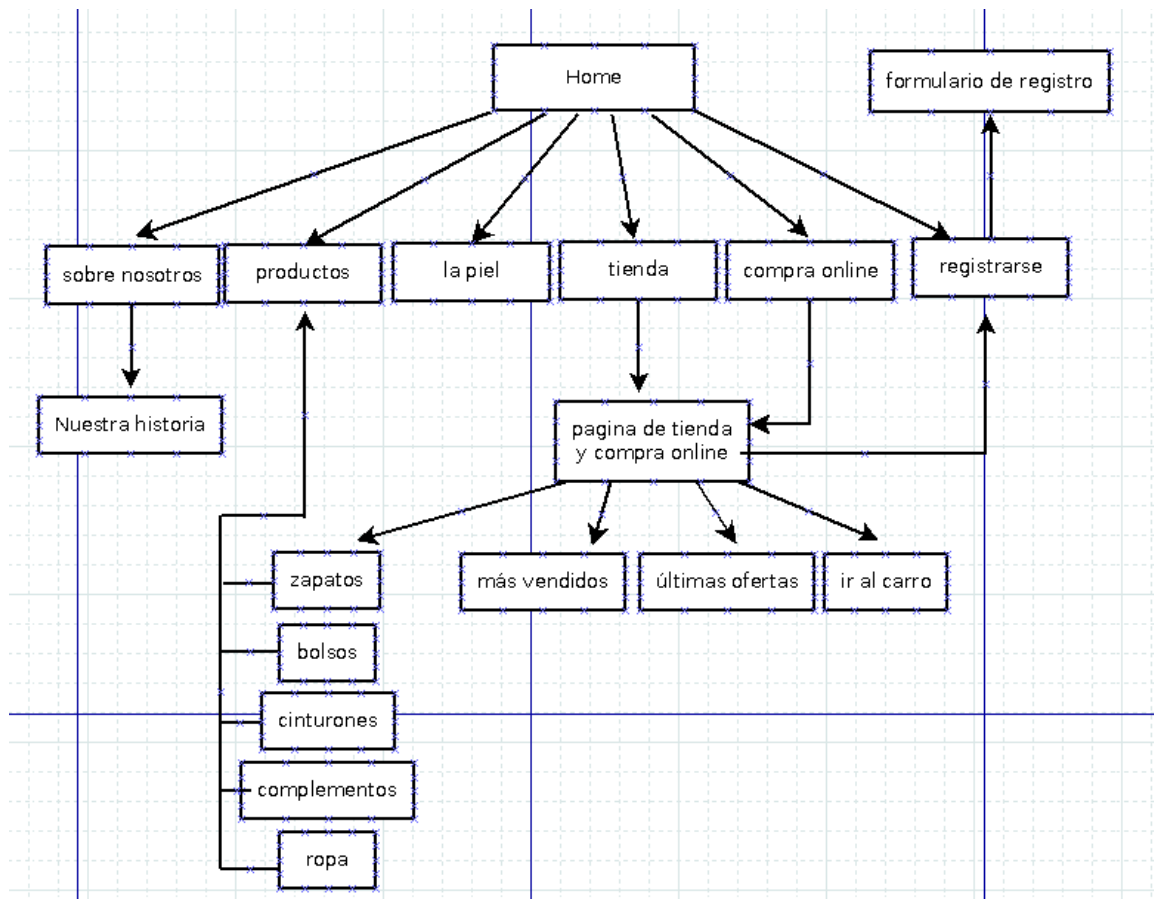 Home
formulario de registro
sobre nosotros
productos
la piel
tienda
compra online
registrarse
Nuestra historia
pagina de tienda
y compra online
zapatos
más vendidos
últimas ofertas
ir al carro
bolsos
cinturones
complementos
ropa